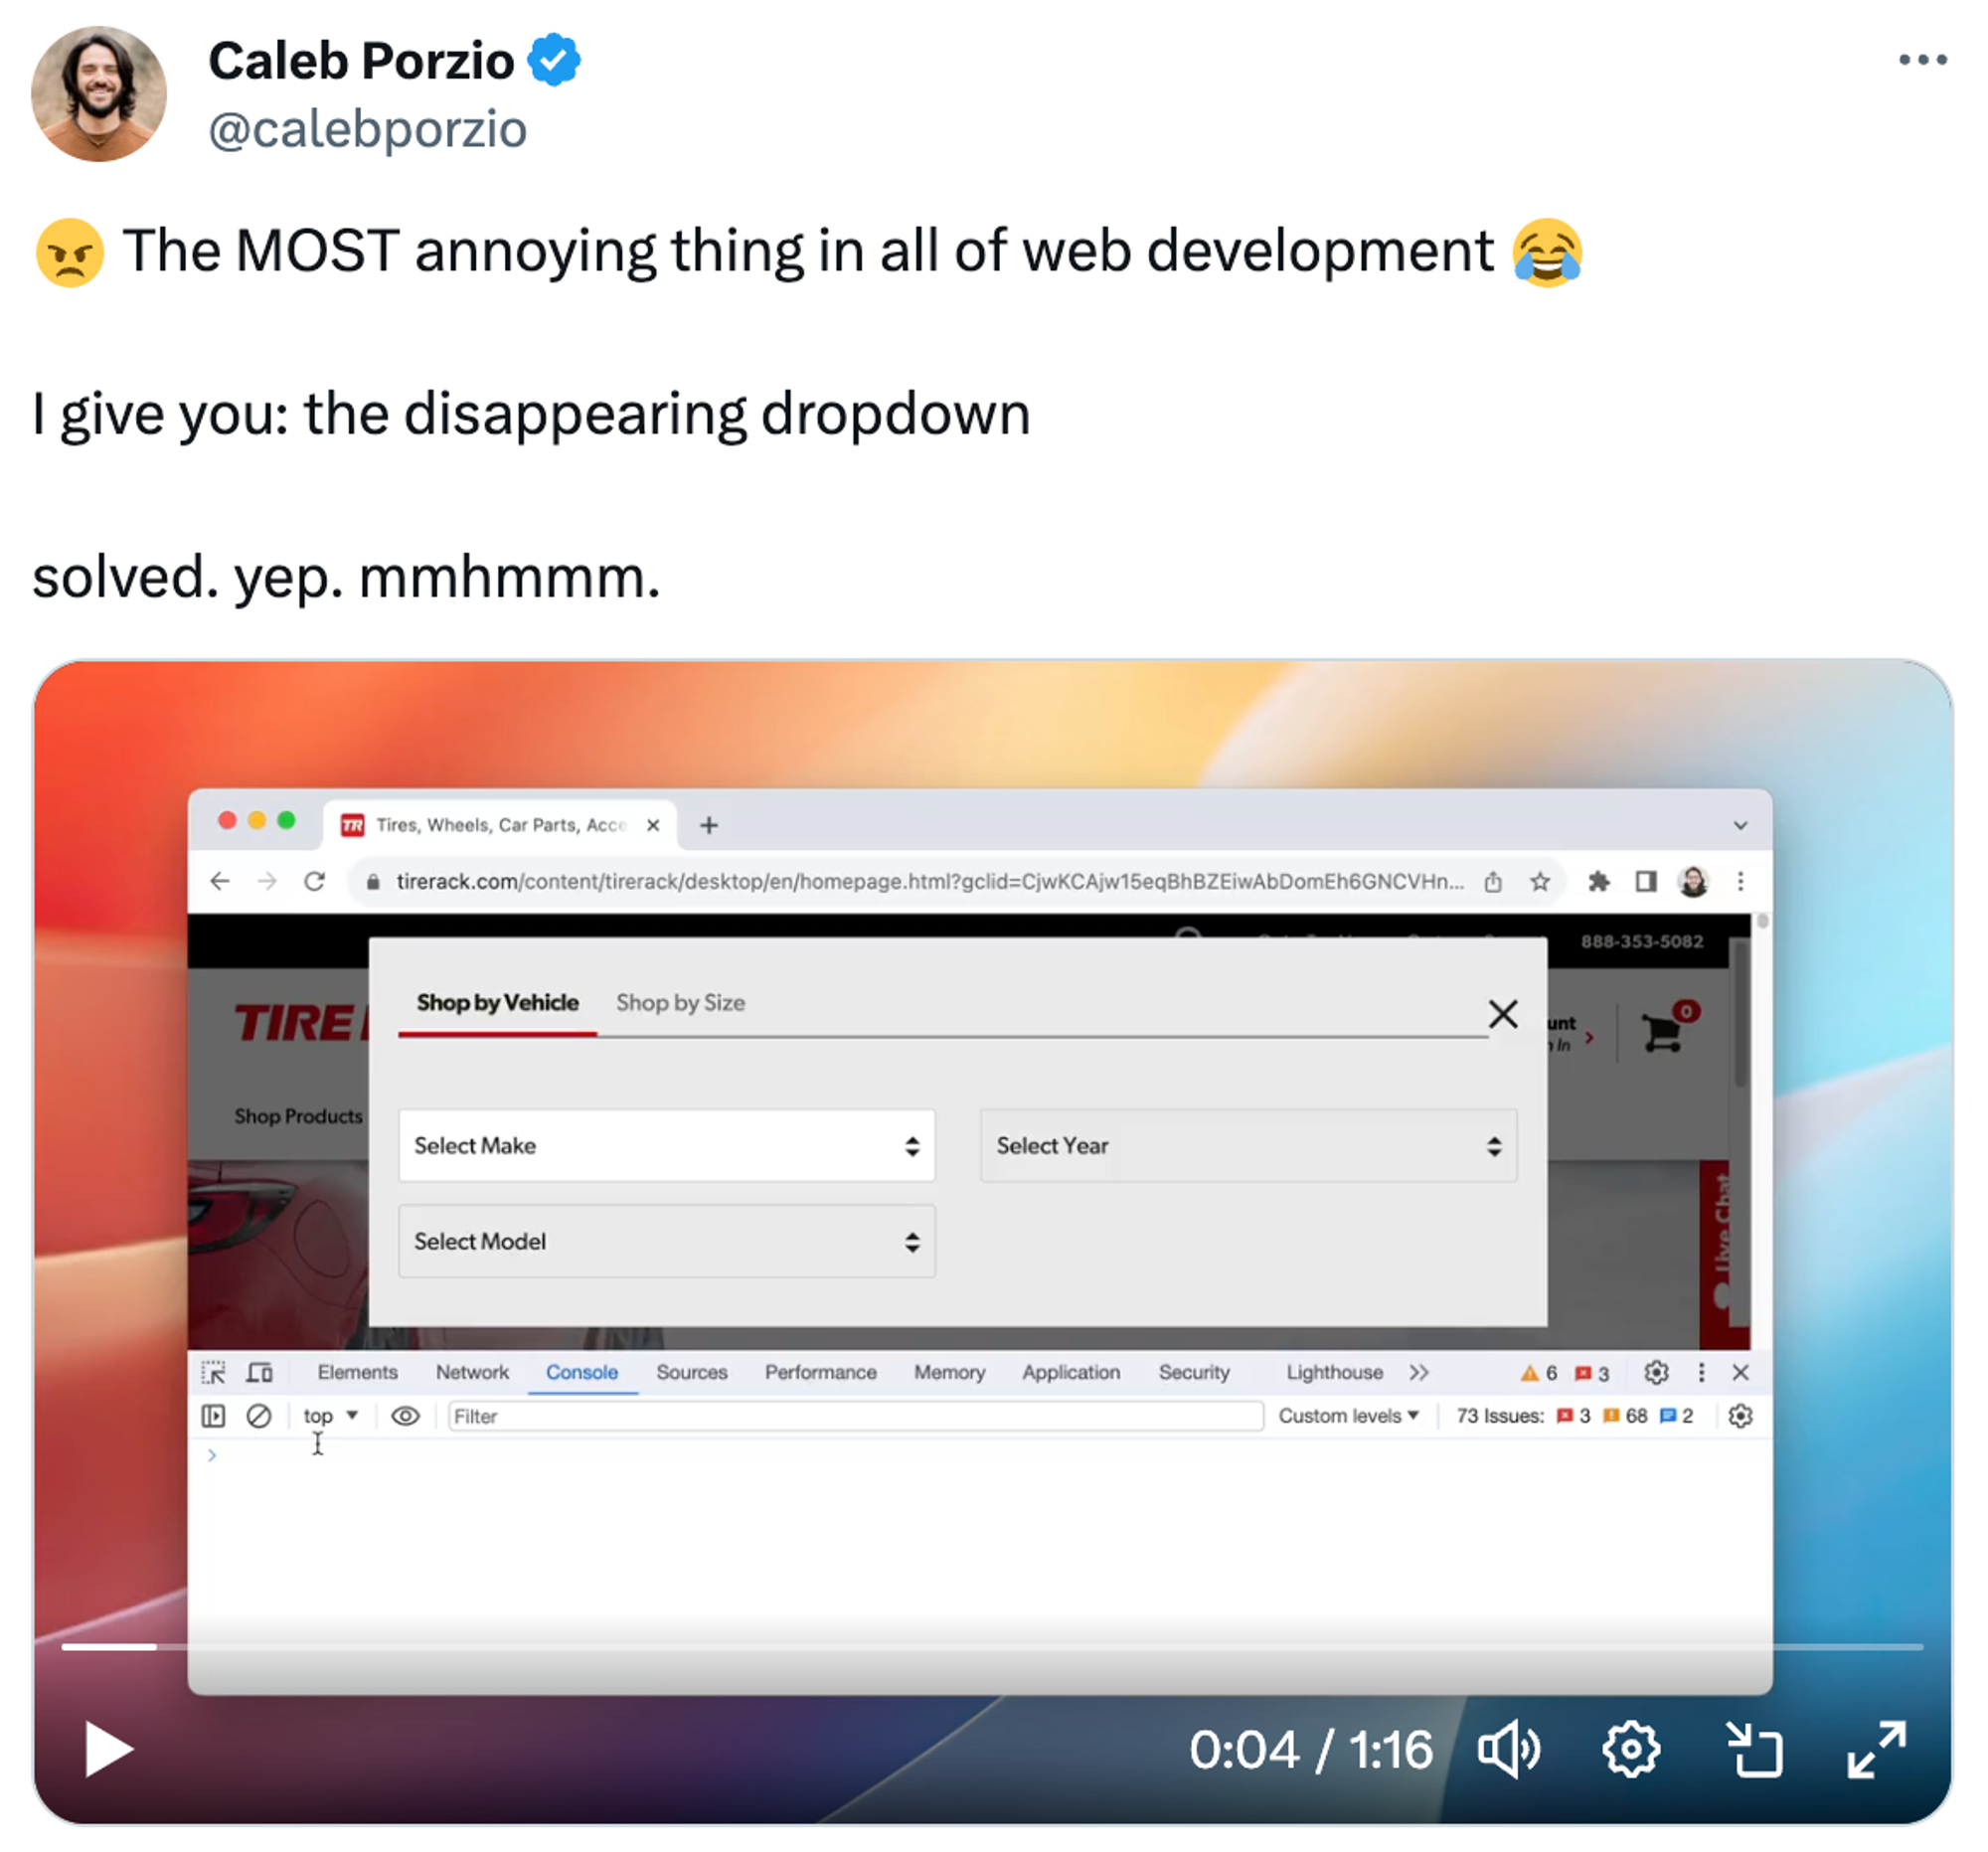 Caleb Porzio
@calebporzio
😠 The MOST annoying thing in all of web development 😂
I give you: the disappearing dropdown
solved. yep. mmhmmm.
TR Tires, Wheels, Car Parts, Acce
tirerack.com/content/tirerack/desktop/en/homepage.html?gclid=CjwKCAjw15eqBhBZEiwAbDomEh6GNCVHn...
888-353-5082
Shop by Vehicle Shop by Size
TIRE
unt
0
In
Shop Products
Select Make Select Year
Select Model
Live Chat
Elements Network Console Sources Performance Memory Application Security Lighthouse 6 3
top Filter Custom levels 73 Issues: 3 68 2
0:04 / 1:16